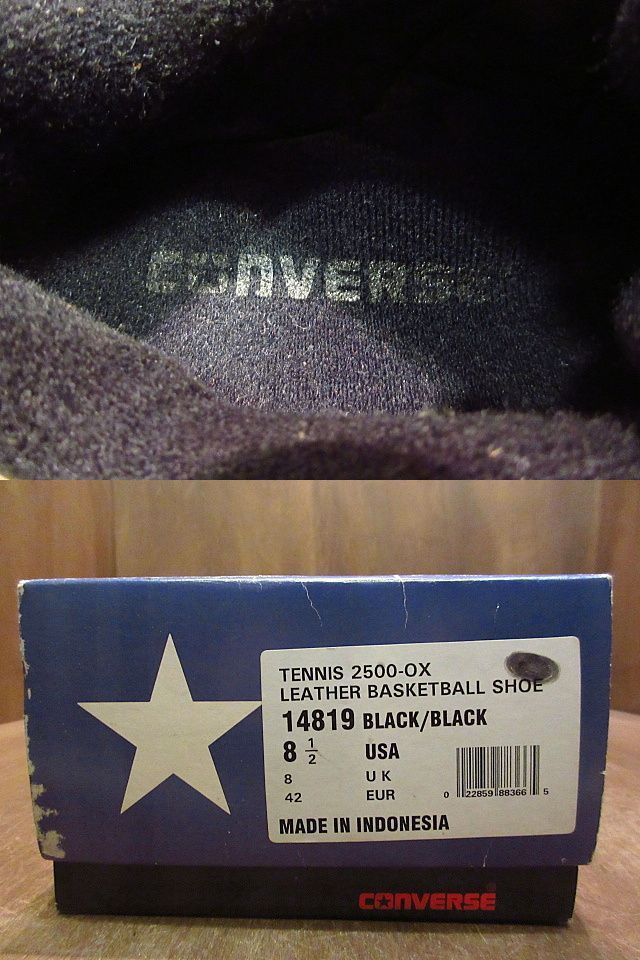 CONVERSE
TENNIS 2500-OX
LEATHER BASKETBALL SHOE
14819 BLACK/BLACK
8 1/2 USA
8 UK
42 EUR
0 22859 88366 5
MADE IN INDONESIA
CONVERSE